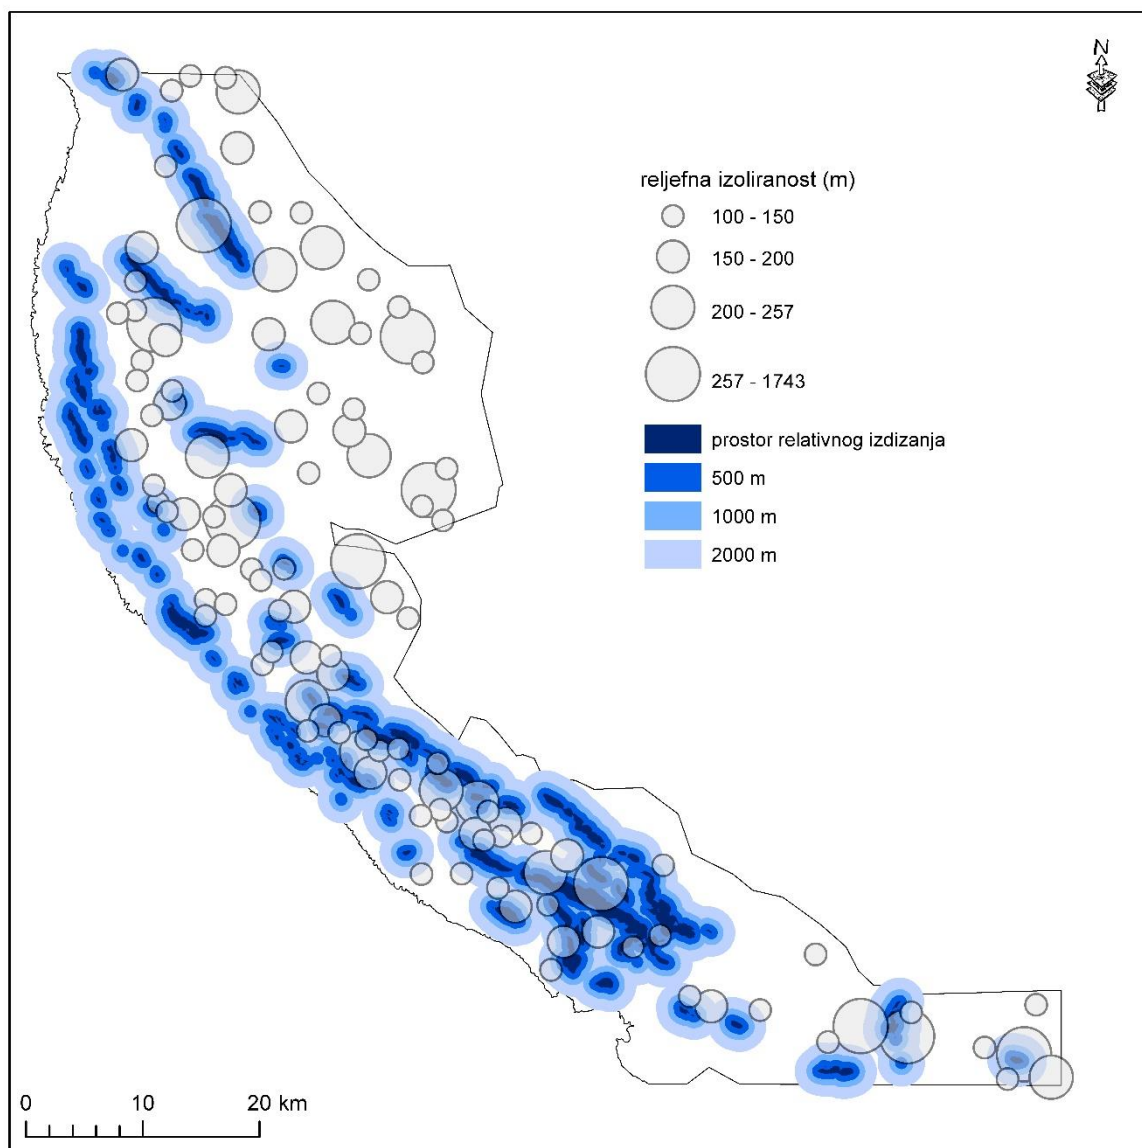 N
reljefna izoliranost (m)
100 - 150
150 - 200
200 - 257
257 - 1743
prostor relativnog izdizanja
500 m
1000 m
2000 m
0 10 20 km